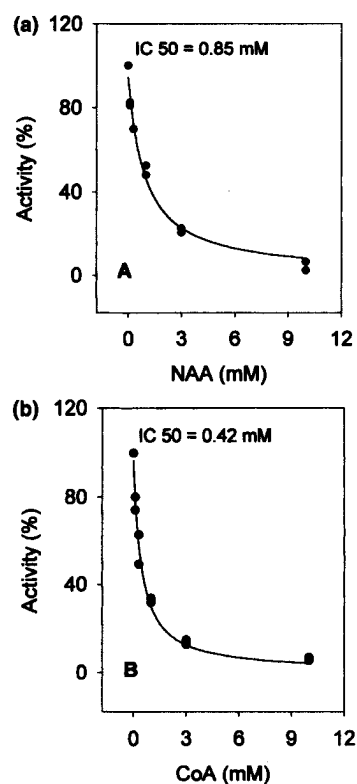 (a)
120
IC 50 = 0.85 mM
80
40
0
Activity (%)
A
0 3 6 9 12
NAA (mM)
(b)
120
IC 50 = 0.42 mM
80
40
0
Activity (%)
B
0 3 6 9 12
CoA (mM)